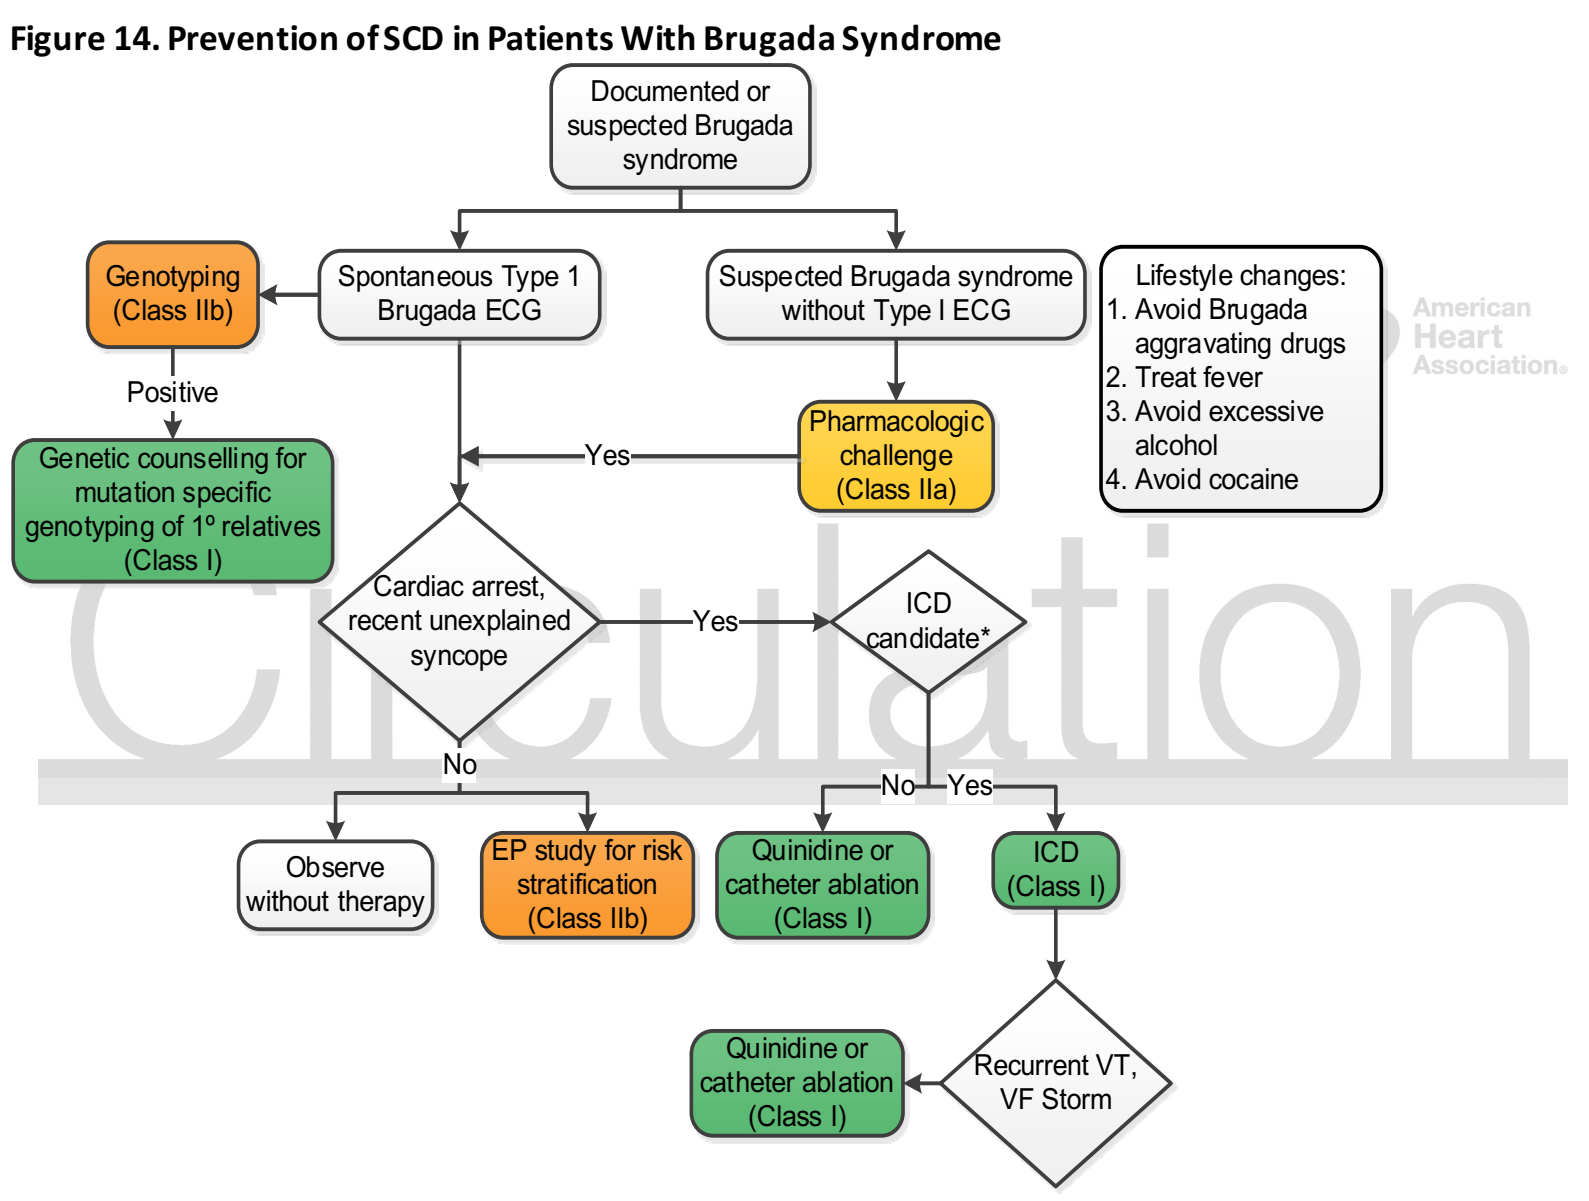 Figure 14. Prevention of SCD in Patients With Brugada Syndrome
Documented or
suspected Brugada
syndrome
Genotyping
(Class IIb)
Spontaneous Type 1
Brugada ECG
Suspected Brugada syndrome
without Type I ECG
Lifestyle changes:
1. Avoid Brugada
aggravating drugs
2. Treat fever
3. Avoid excessive
alcohol
4. Avoid cocaine
American
Heart
Association®
Positive
Pharmacologic
challenge
(Class IIa)
Yes
Genetic counselling for
mutation specific
genotyping of 1º relatives
(Class I)
Circulation
Cardiac arrest,
recent unexplained
syncope
Yes
ICD
candidate*
No
No
Yes
Observe
without therapy
EP study for risk
stratification
(Class IIb)
Quinidine or
catheter ablation
(Class I)
ICD
(Class I)
Quinidine or
catheter ablation
(Class I)
Recurrent VT,
VF Storm